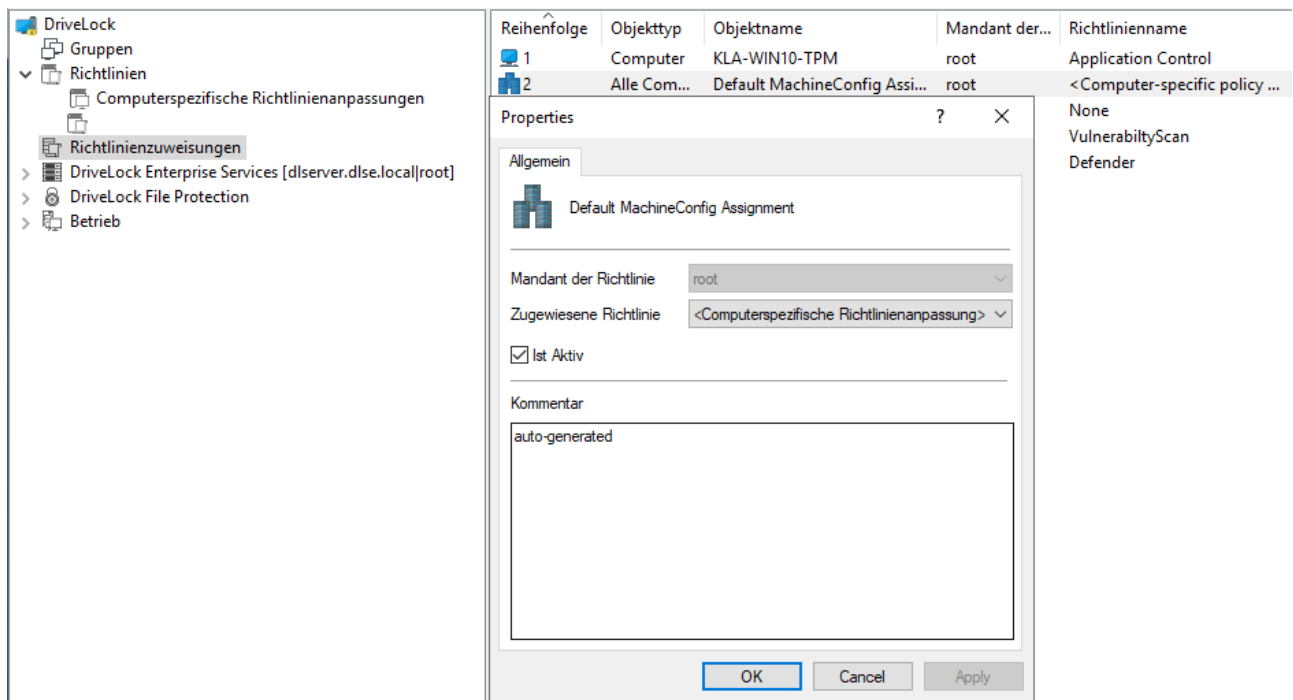 DriveLock
Gruppen
Richtlinien
Computerspezifische Richtlinienanpassungen
Richtlinienzuweisungen
DriveLock Enterprise Services [dlserver.dlse.local|root]
DriveLock File Protection
Betrieb
Reihenfolge Objekttyp Objektname Mandant der... Richtlinienname
1 Computer KLA-WIN10-TPM root Application Control
2 Alle Com... Default MachineConfig Assi... root <Computer-specific policy ...
None
VulnerabiltyScan
Defender
Properties ?
Allgemein
Default MachineConfig Assignment
Mandant der Richtlinie root
Zugewiesene Richtlinie <Computerspezifische Richtlinienanpassung>
Ist Aktiv
Kommentar
auto-generated
OK Cancel Apply